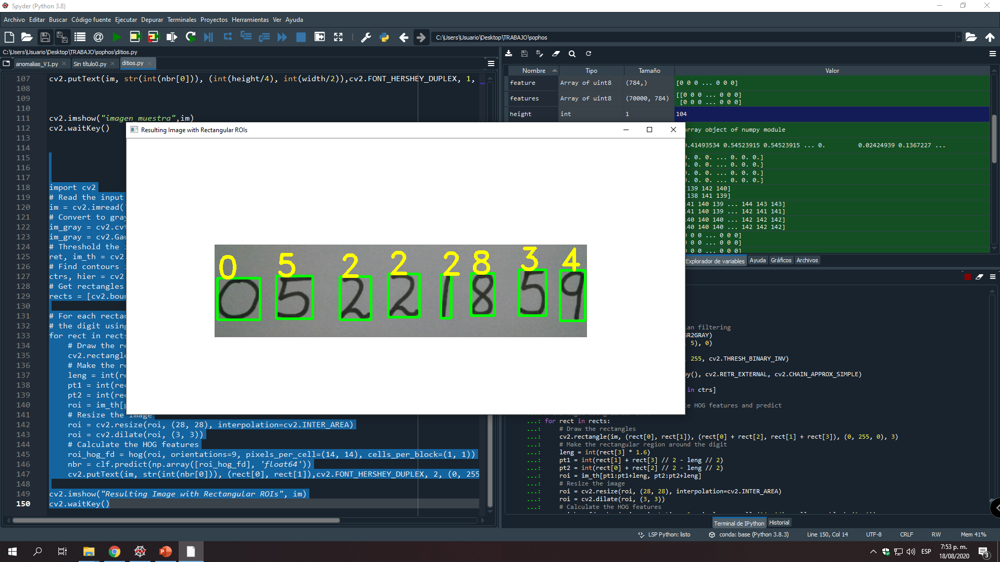 Spyder (Python 3.8)
Archivo Editar Buscar Código fuente Ejecutar Depurar Terminales Proyectos Herramientas Ver Ayuda
C:\Users\Usuario\Desktop\TRABAJO\sophos
C:\Users\Usuario\Desktop\TRABAJO\sophos\ditios.py
anomalias_V1.py Sin título0.py ditios.py
107 cv2.putText(im, str(int(nbr[0])), (int(height/4), int(width/2)),cv2.FONT_HERSHEY_DUPLEX, 1,
108
109
110
111 cv2.imshow("imagen muestra",im)
112 cv2.waitKey()
113
114
115
116
117
118 import cv2
119 # Read the input
120 im = cv2.imread(
121 # Convert to gray
122 im_gray = cv2.cv
123 im_gray = cv2.Gau
124 # Threshold the
125 ret, im_th = cv2.
126 # Find contours
127 ctrs, hier = cv2
128 # Get rectangles
129 rects = [cv2.bour
130
131 # For each rectan
132 # the digit using
133 for rect in rects
134 # Draw the re
135 cv2.rectangle
136 # Make the re
137 leng = int(re
138 pt1 = int(rec
139 pt2 = int(rec
140 roi = im_th[p
141 # Resize the image
142 roi = cv2.resize(roi, (28, 28), interpolation=cv2.INTER_AREA)
143 roi = cv2.dilate(roi, (3, 3))
144 # Calculate the HOG features
145 roi_hog_fd = hog(roi, orientations=9, pixels_per_cell=(14, 14), cells_per_block=(1, 1))
146 nbr = clf.predict(np.array([roi_hog_fd], 'float64'))
147 cv2.putText(im, str(int(nbr[0])), (rect[0], rect[1]),cv2.FONT_HERSHEY_DUPLEX, 2, (0, 255
148
149 cv2.imshow("Resulting Image with Rectangular ROIs", im)
150 cv2.waitKey()
Resulting Image with Rectangular ROIs
0 5 2 2 2 8 3 4
0 5 2 2 1 8 5 9
Nombre Tipo Tamaño Valor
feature Array of uint8 (784,) [0 0 0 ... 0 0 0]
features Array of uint8 (70000, 784) [[0 0 0 ... 0 0 0]
[0 0 0 ... 0 0 0]
height int 1 104
array object of numpy module
.41493534 0.54523915 0.54523915 ... 0. 0.02424939 0.1367227 ...
. 0. 0. ... 0. 0. 0.]
. 0. 0. ... 0. 0. 0.]
. 0. 0. ... 0. 0. 0.]
. 0. 0. ... 0. 0. 0.]
139 142 140]
138 141 139]
41 140 139 ... 144 143 143]
41 140 139 ... 142 141 141]
40 140 140 ... 142 142 142]
40 140 140 ... 142 142 142]
0 0 0 ... 0 0 0]
0 0 0 ... 0 0 0]
0 0 0 ... 0 0 0]
Explorador de variables Ayuda Gráficos Archivos
an filtering
GR2GRAY)
5), 0)
255, cv2.THRESH_BINARY_INV)
py(), cv2.RETR_EXTERNAL, cv2.CHAIN_APPROX_SIMPLE)
in ctrs]
HOG features and predict
...: for rect in rects:
...: # Draw the rectangles
...: cv2.rectangle(im, (rect[0], rect[1]), (rect[0] + rect[2], rect[1] + rect[3]), (0, 255, 0), 3)
...: # Make the rectangular region around the digit
...: leng = int(rect[3] * 1.6)
...: pt1 = int(rect[1] + rect[3] // 2 - leng // 2)
...: pt2 = int(rect[0] + rect[2] // 2 - leng // 2)
...: roi = im_th[pt1:pt1+leng, pt2:pt2+leng]
...: # Resize the image
...: roi = cv2.resize(roi, (28, 28), interpolation=cv2.INTER_AREA)
...: roi = cv2.dilate(roi, (3, 3))
...: # Calculate the HOG features
Terminal de IPython Historial
LSP Python: listo conda: base (Python 3.8.3) Line 150, Col 14 UTF-8 CRLF RW Mem 41%
ESP 7:53 p. m.
18/08/2020
3